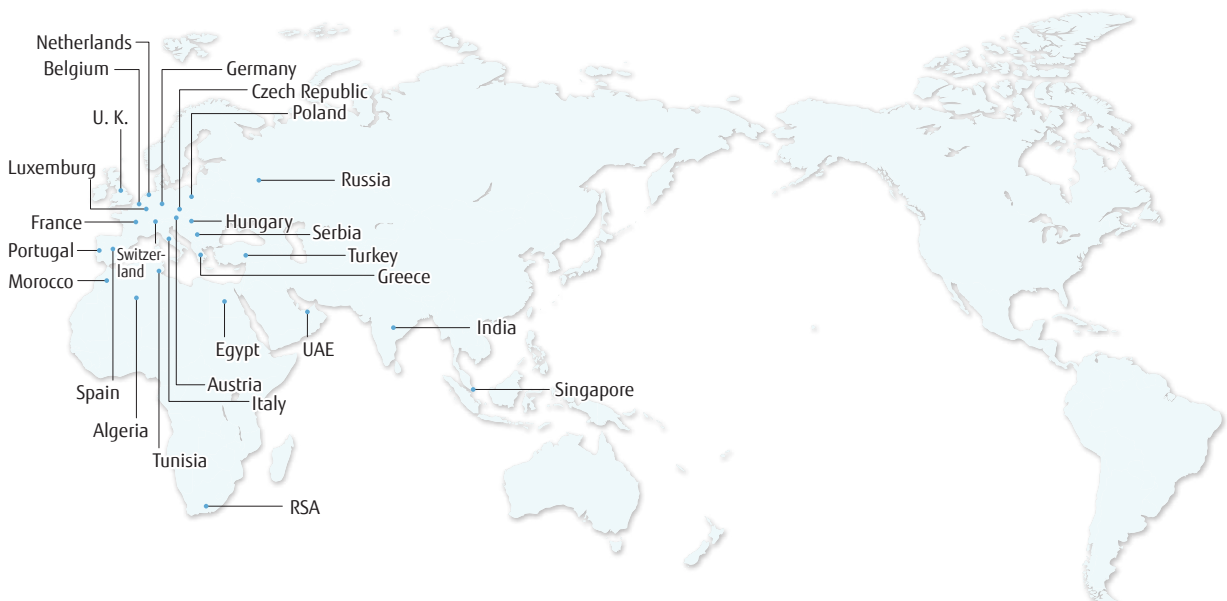 Netherlands
Belgium
Germany
Czech Republic
Poland
U. K.
Luxemburg
Russia
France
Hungary
Serbia
Portugal
Switzer-
land
Turkey
Morocco
Greece
India
Egypt
UAE
Spain
Austria
Singapore
Italy
Algeria
Tunisia
RSA